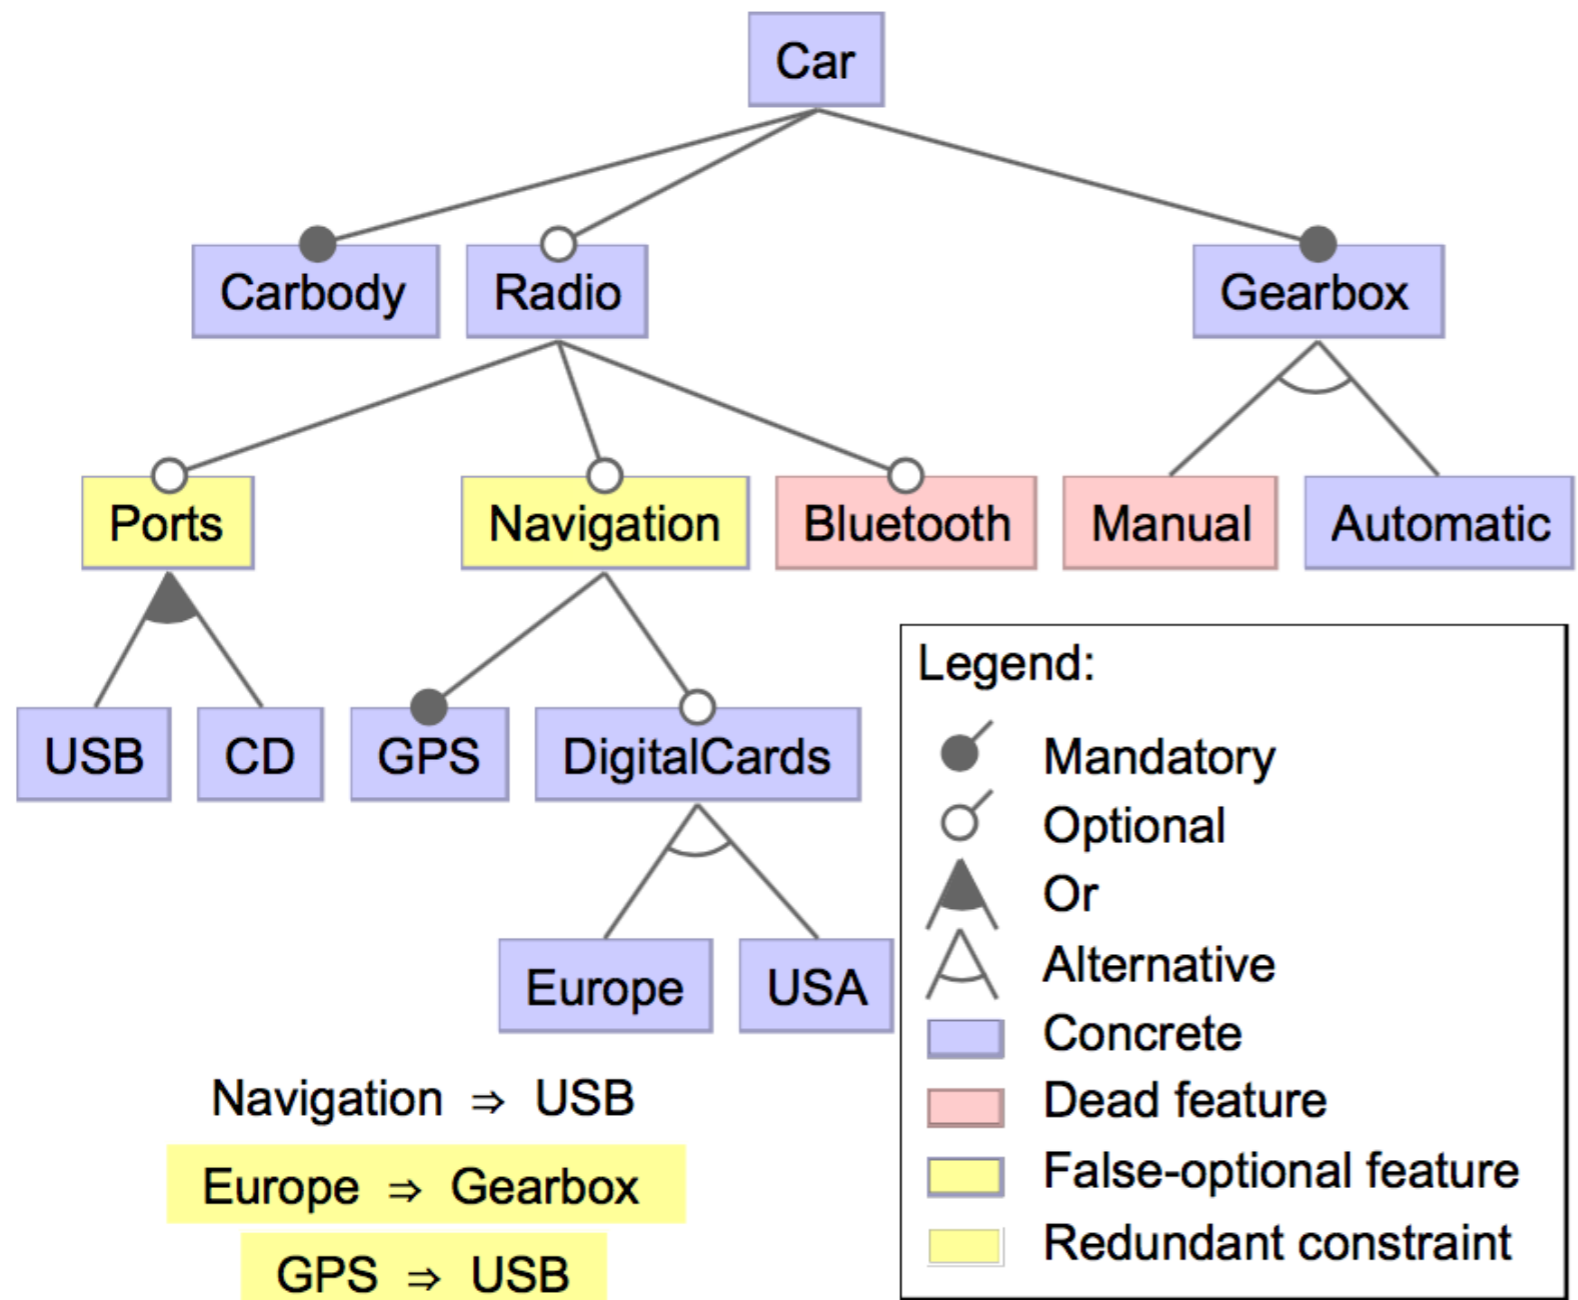 Car
Carbody
Radio
Gearbox
Ports
Navigation
Bluetooth
Manual
Automatic
USB
CD
GPS
DigitalCards
Europe
USA
Navigation ⇒ USB
Europe ⇒ Gearbox
GPS ⇒ USB
Legend:
Mandatory
Optional
Or
Alternative
Concrete
Dead feature
False-optional feature
Redundant constraint